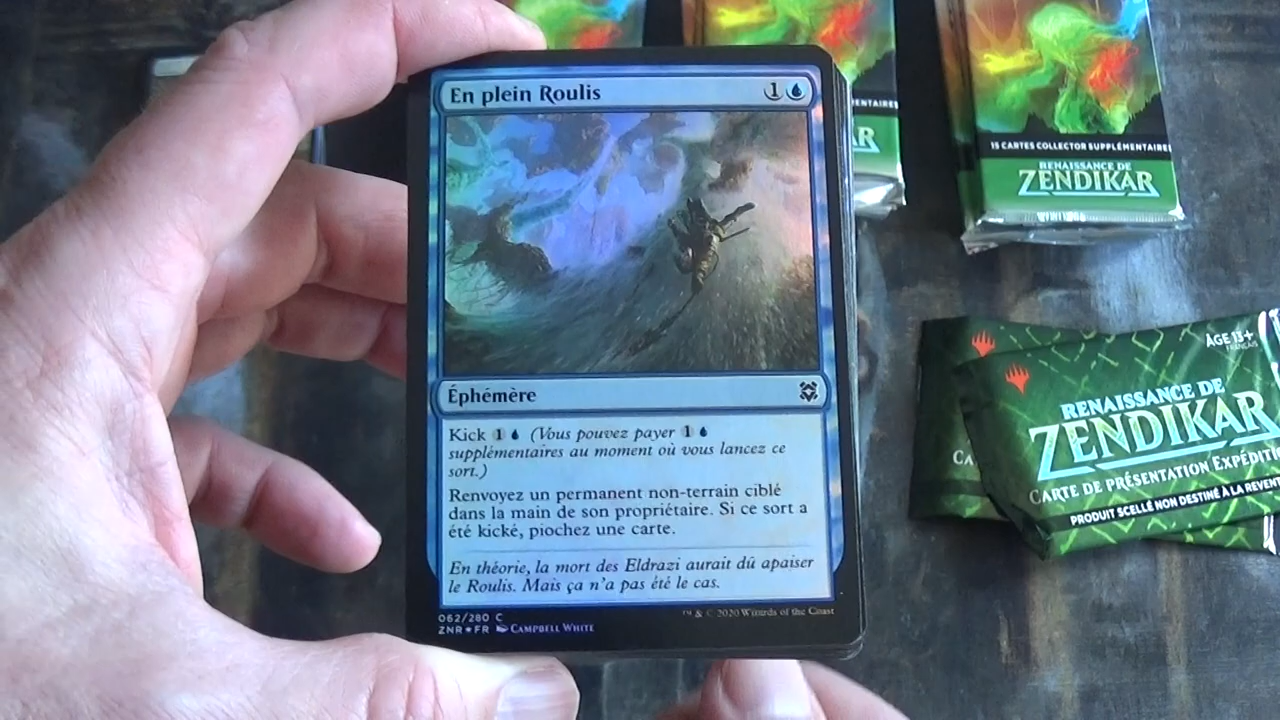 En plein Roulis
1
Éphémère
Kick 1 (Vous pouvez payer 1
supplémentaires au moment où vous lancez ce
sort.)
Renvoyez un permanent non-terrain ciblé
dans la main de son propriétaire. Si ce sort a
été kické, piochez une carte.
En théorie, la mort des Eldrazi aurait dû apaiser
le Roulis. Mais ça n'a pas été le cas.
062/280 C
ZNR★FR CAMPBELL WHITE
™ & © 2020 Wizards of the Coast
15 CARTES COLLECTOR SUPPLÉMENTAIRES
RENAISSANCE DE
ZENDIKAR
ÂGE 13+
FRANÇAIS
RENAISSANCE DE
ZENDIKAR
CARTE DE PRÉSENTATION EXPÉDITIO
PRODUIT SCELLÉ NON DESTINÉ À LA REVENT